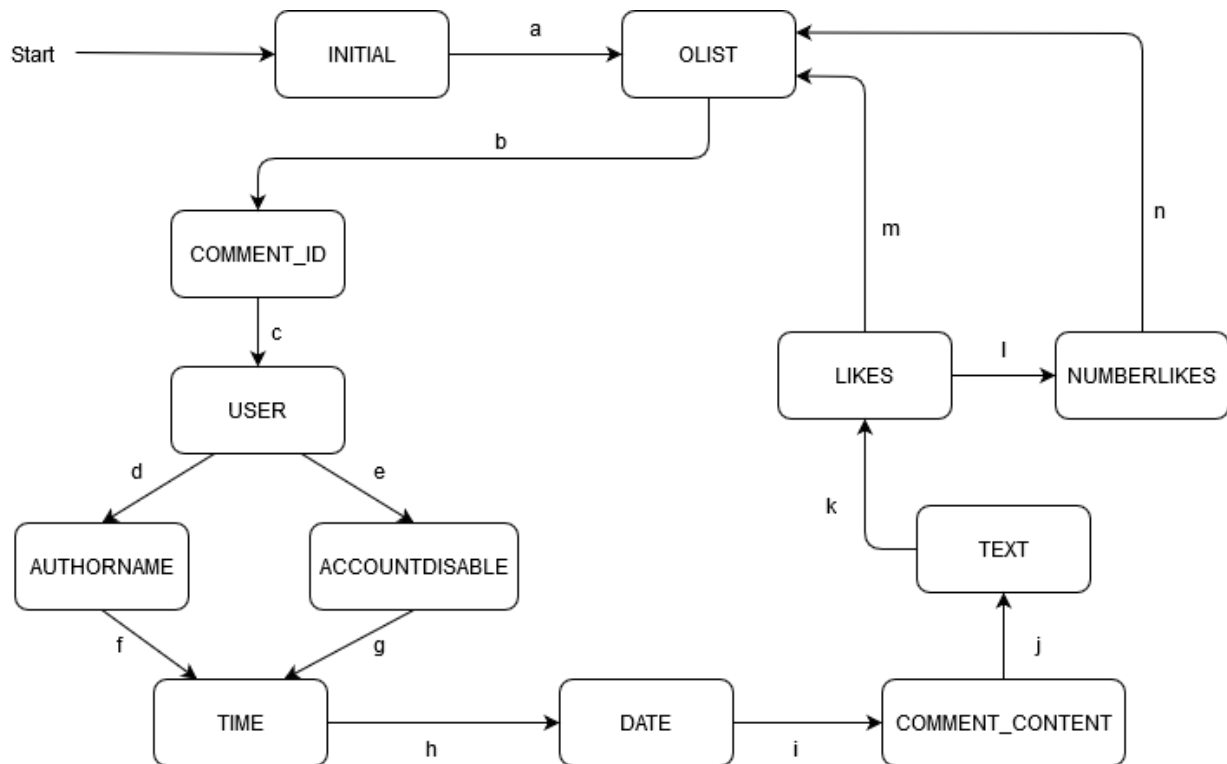 Start
INITIAL
a
OLIST
b
COMMENT_ID
c
USER
d
e
AUTHORNAME
ACCOUNTDISABLE
f
g
TIME
h
DATE
i
COMMENT_CONTENT
j
TEXT
k
LIKES
l
NUMBERLIKES
m
n